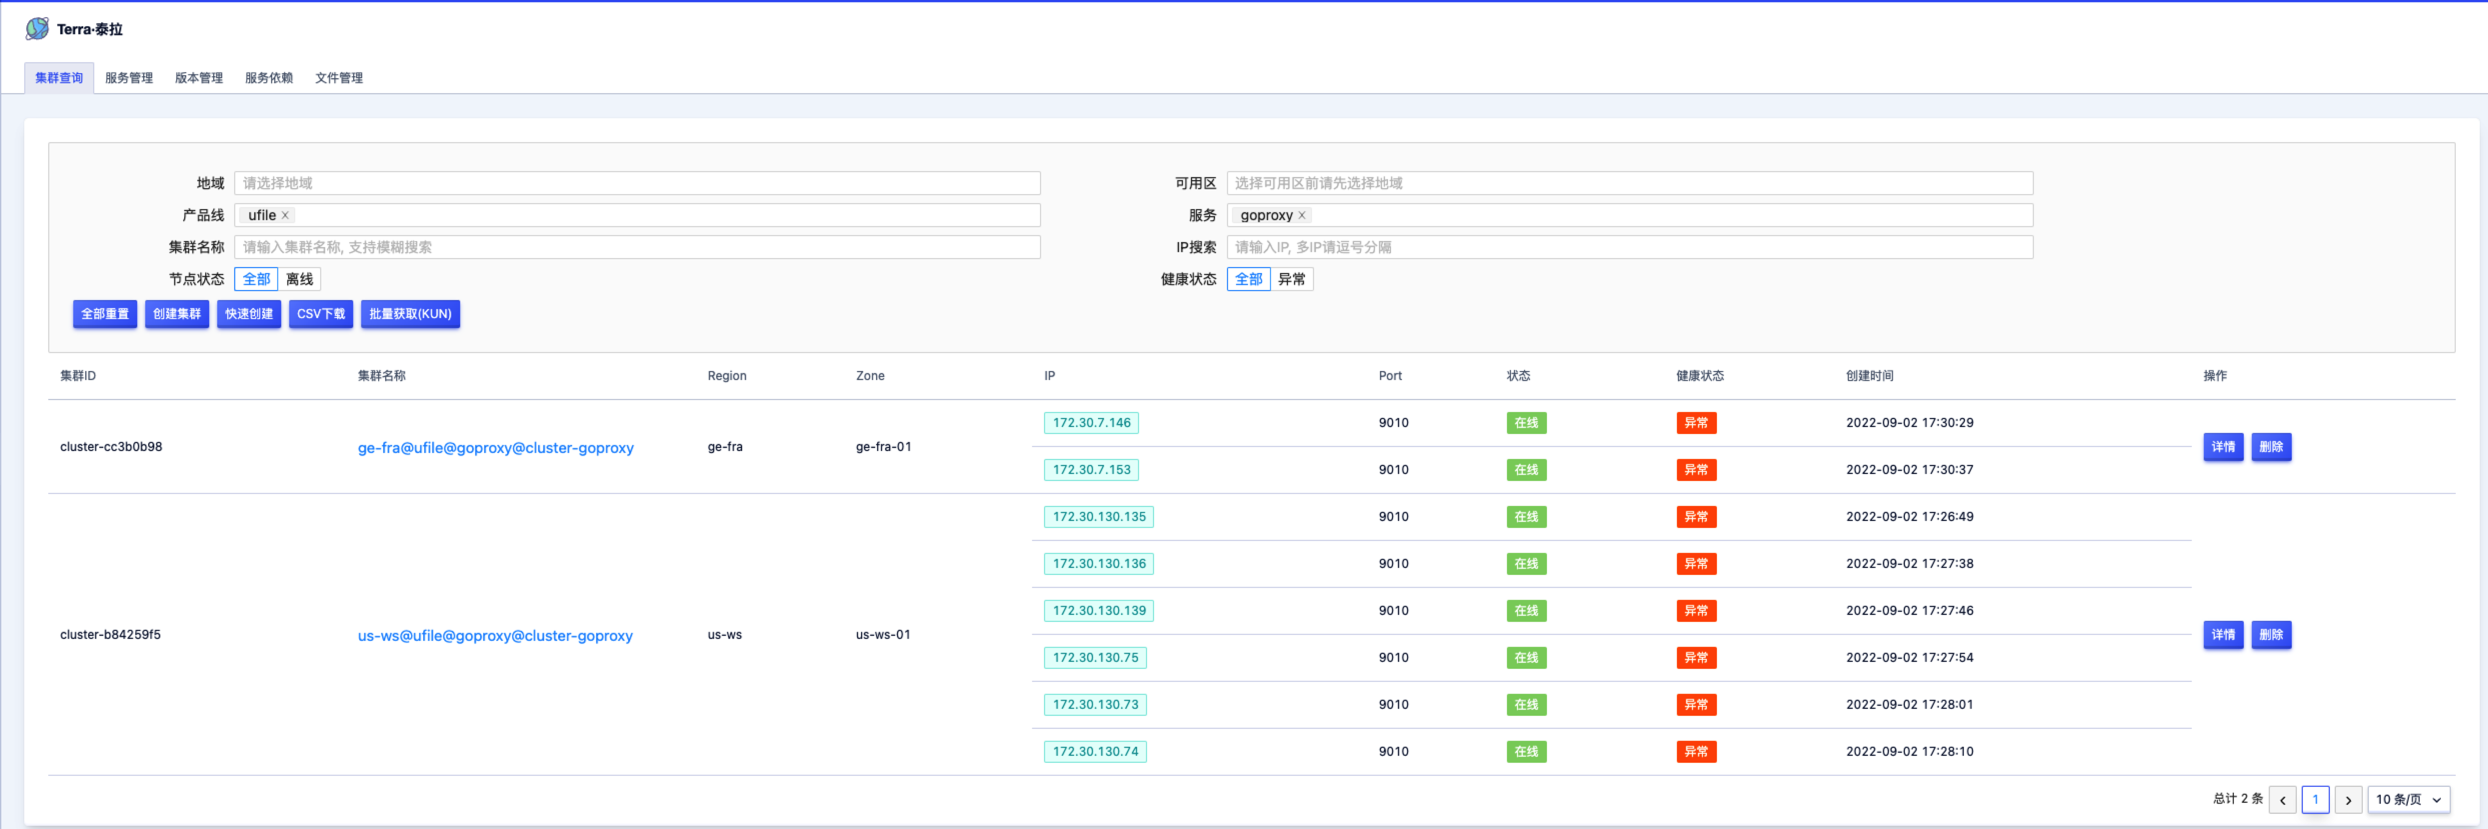 Terra·泰拉
集群查询 服务管理 版本管理 服务依赖 文件管理
地域 请选择地域 可用区 选择可用区前请先选择地域
产品线 ufile 服务 goproxy
集群名称 请输入集群名称, 支持模糊搜索 IP搜索 请输入IP, 多IP请逗号分隔
节点状态 全部 离线 健康状态 全部 异常
全部重置 创建集群 快速创建 CSV下载 批量获取(KUN)
集群ID 集群名称 Region Zone IP Port 状态 健康状态 创建时间 操作
172.30.7.146 9010 在线 异常 2022-09-02 17:30:29
cluster-cc3b0b98 ge-fra@ufile@goproxy@cluster-goproxy ge-fra ge-fra-01 详情 删除
172.30.7.153 9010 在线 异常 2022-09-02 17:30:37
172.30.130.135 9010 在线 异常 2022-09-02 17:26:49
172.30.130.136 9010 在线 异常 2022-09-02 17:27:38
172.30.130.139 9010 在线 异常 2022-09-02 17:27:46
cluster-b84259f5 us-ws@ufile@goproxy@cluster-goproxy us-ws us-ws-01 详情 删除
172.30.130.75 9010 在线 异常 2022-09-02 17:27:54
172.30.130.73 9010 在线 异常 2022-09-02 17:28:01
172.30.130.74 9010 在线 异常 2022-09-02 17:28:10
总计 2 条 1 10 条/页